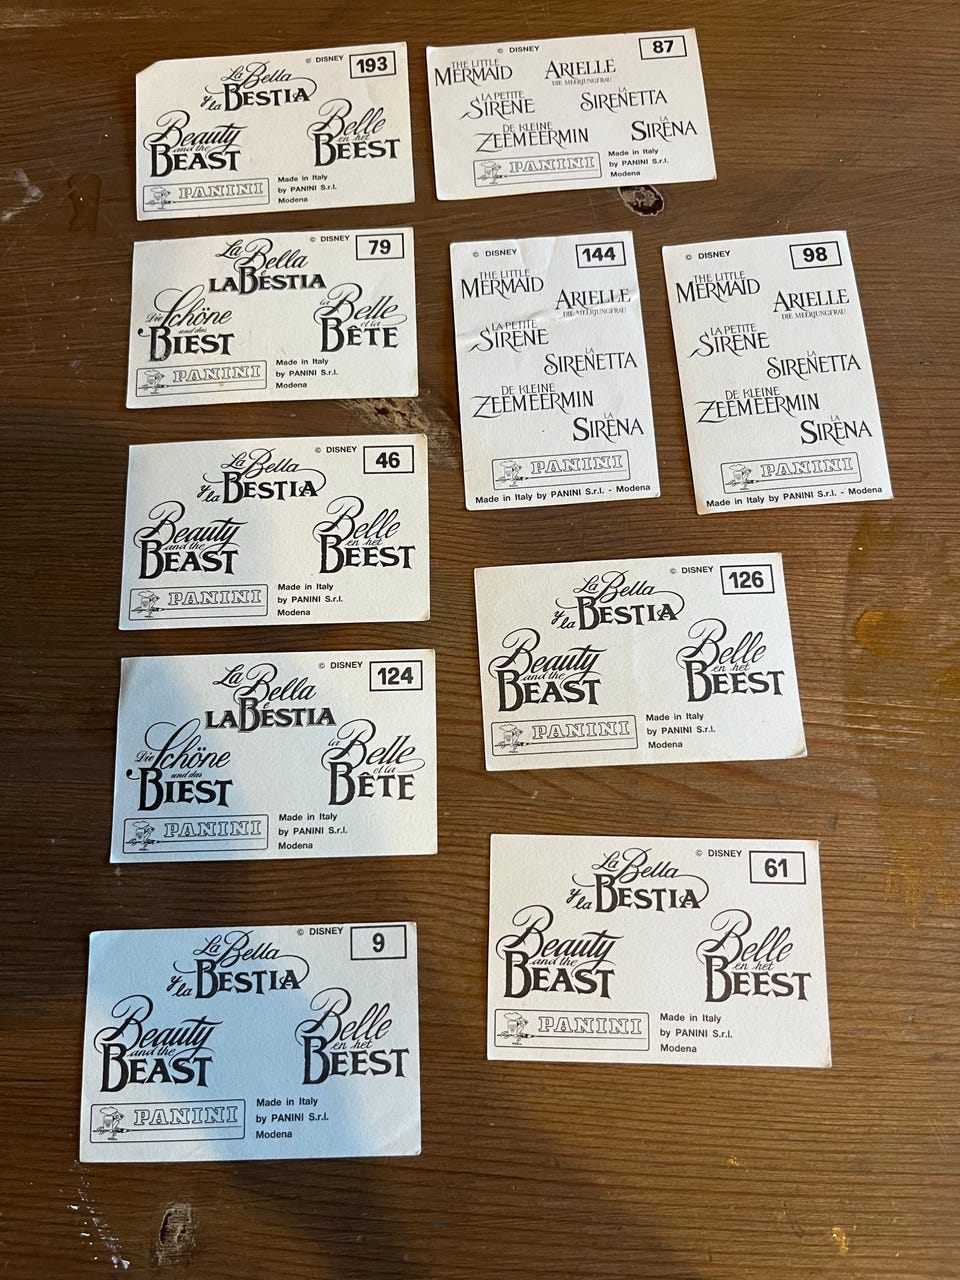 © DISNEY 193
La Bella
y la BESTIA
Beauty and the BEAST
Belle en het BEEST
PANINI
Made in Italy
by PANINI S.r.l.
Modena
© DISNEY 87
THE LITTLE MERMAID
ARIELLE DIE MEERJUNGFRAU
LA PETITE SIRÈNE
LA SIRENETTA
DE KLEINE ZEEMEERMIN
LA SIRENA
PANINI
Made in Italy
by PANINI S.r.l.
Modena
© DISNEY 79
La Bella
e
LA BESTIA
Die Schöne und das BIEST
La Belle et la BÊTE
PANINI
Made in Italy
by PANINI S.r.l.
Modena
© DISNEY 144
THE LITTLE MERMAID
ARIELLE
DIE MEERJUNGFRAU
LA PETITE SIRÈNE
LA SIRENETTA
DE KLEINE ZEEMEERMIN
LA SIRENA
PANINI
Made in Italy by PANINI S.r.l. - Modena
© DISNEY 98
THE LITTLE MERMAID
ARIELLE
DIE MEERJUNGFRAU
LA PETITE SIRÈNE
LA SIRENETTA
DE KLEINE ZEEMEERMIN
LA SIRENA
PANINI
Made in Italy by PANINI S.r.l. - Modena
© DISNEY 46
La Bella
y la BESTIA
Beauty and the BEAST
Belle en het BEEST
PANINI
Made in Italy
by PANINI S.r.l.
Modena
© DISNEY 126
La Bella
y la BESTIA
Beauty and the BEAST
Belle en het BEEST
PANINI
Made in Italy
by PANINI S.r.l.
Modena
© DISNEY 124
La Bella
e
LA BESTIA
Die Schöne und das BIEST
La Belle et la BÊTE
PANINI
Made in Italy
by PANINI S.r.l.
Modena
© DISNEY 61
La Bella
y la BESTIA
Beauty and the BEAST
Belle en het BEEST
PANINI
Made in Italy
by PANINI S.r.l.
Modena
© DISNEY 9
La Bella
y la BESTIA
Beauty and the BEAST
Belle en het BEEST
PANINI
Made in Italy
by PANINI S.r.l.
Modena